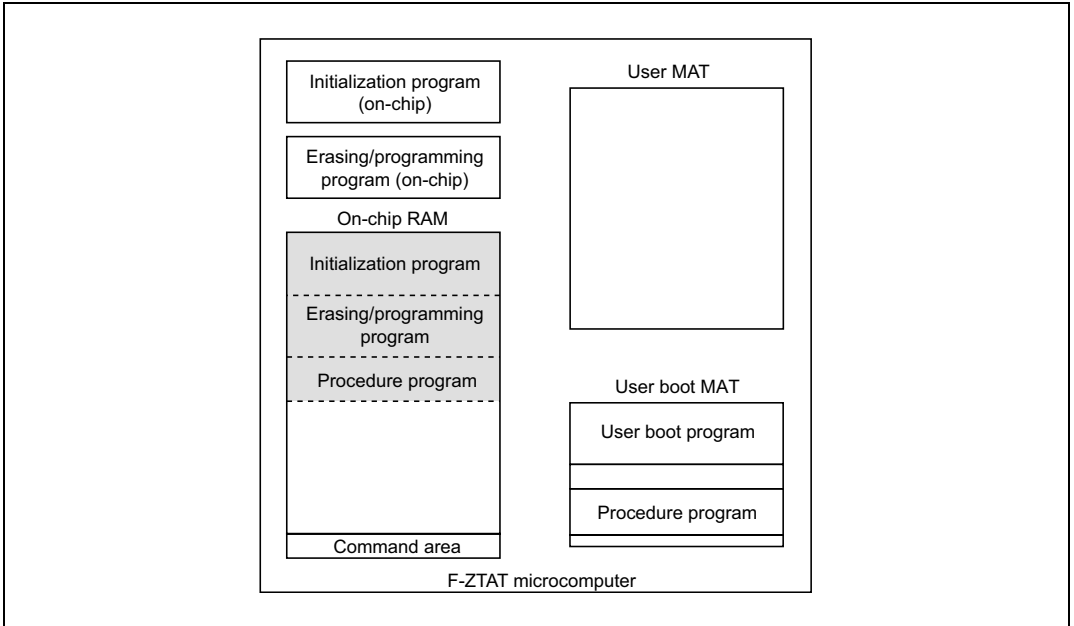 Initialization program
(on-chip)
Erasing/programming
program (on-chip)
On-chip RAM
Initialization program
Erasing/programming
program
Procedure program
Command area
User MAT
User boot MAT
User boot program
Procedure program
F-ZTAT microcomputer